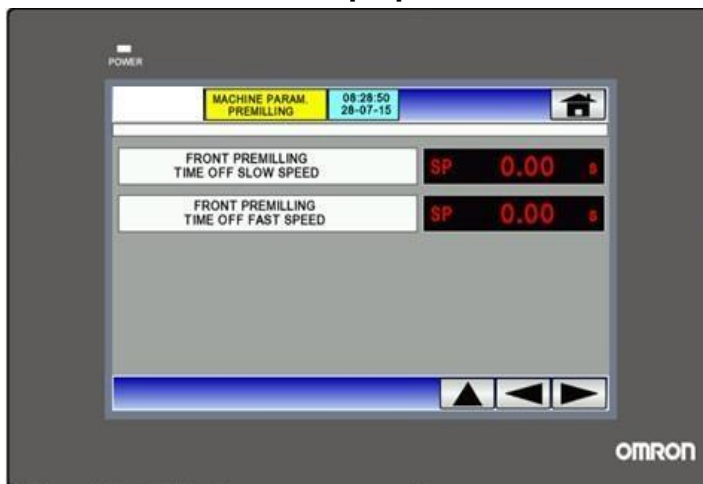 POWER
MACHINE PARAM.
PREMILLING
08:28:50
28-07-15
FRONT PREMILLING
TIME OFF SLOW SPEED
SP 0.00 s
FRONT PREMILLING
TIME OFF FAST SPEED
SP 0.00 s
OMRON